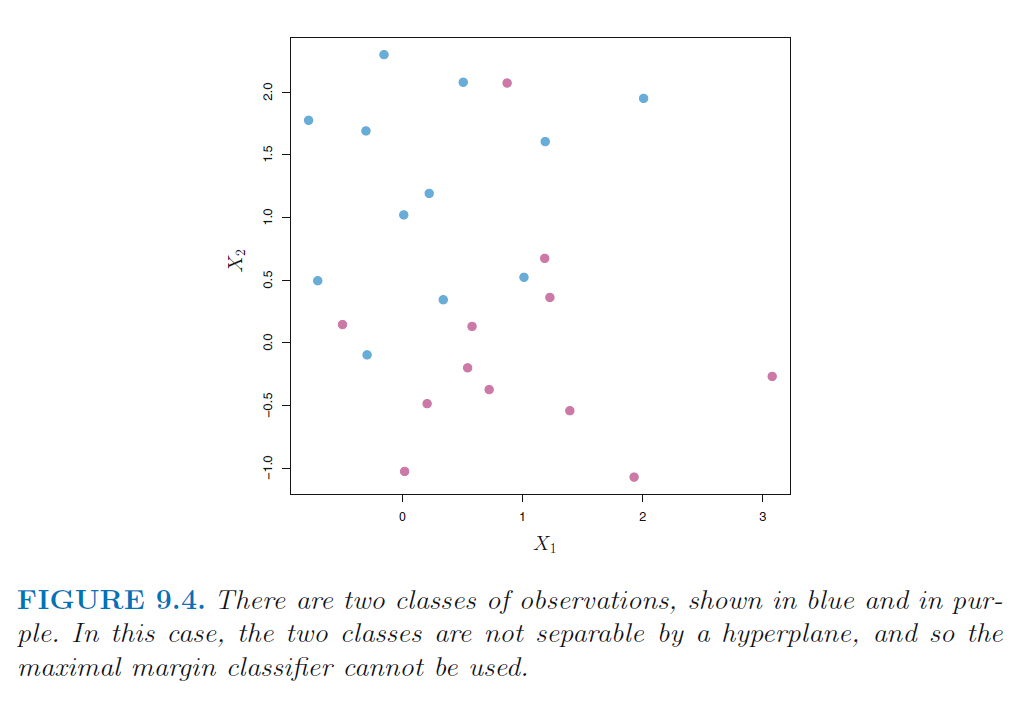 2.0
1.5
1.0
0.5
0.0
−0.5
−1.0
X2
0 1 2 3
X1
FIGURE 9.4. There are two classes of observations, shown in blue and in pur-
ple. In this case, the two classes are not separable by a hyperplane, and so the
maximal margin classifier cannot be used.